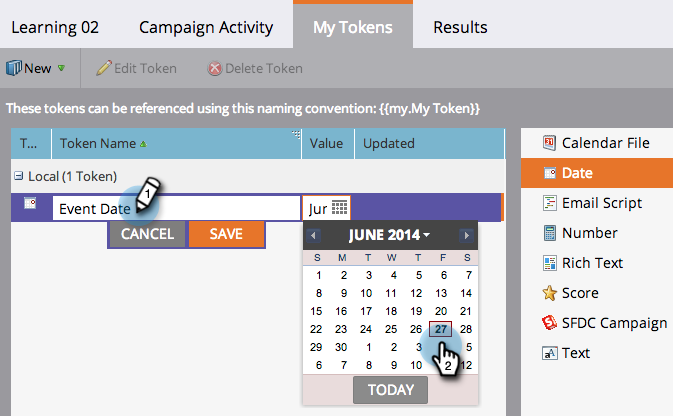 Learning 02 Campaign Activity My Tokens Results
New Edit Token Delete Token
These tokens can be referenced using this naming convention: {{my.My Token}}
T... Token Name Value Updated
Local (1 Token)
Event Date Jun
1
CANCEL SAVE
JUNE 2014
S M T W T F S
1 2 3 4 5 6 7
8 9 10 11 12 13 14
15 16 17 18 19 20 21
22 23 24 25 26 27 28
29 30 1 2 3 5
6 7 8 9 10 12
2
TODAY
Calendar File
Date
Email Script
Number
Rich Text
Score
SFDC Campaign
Text